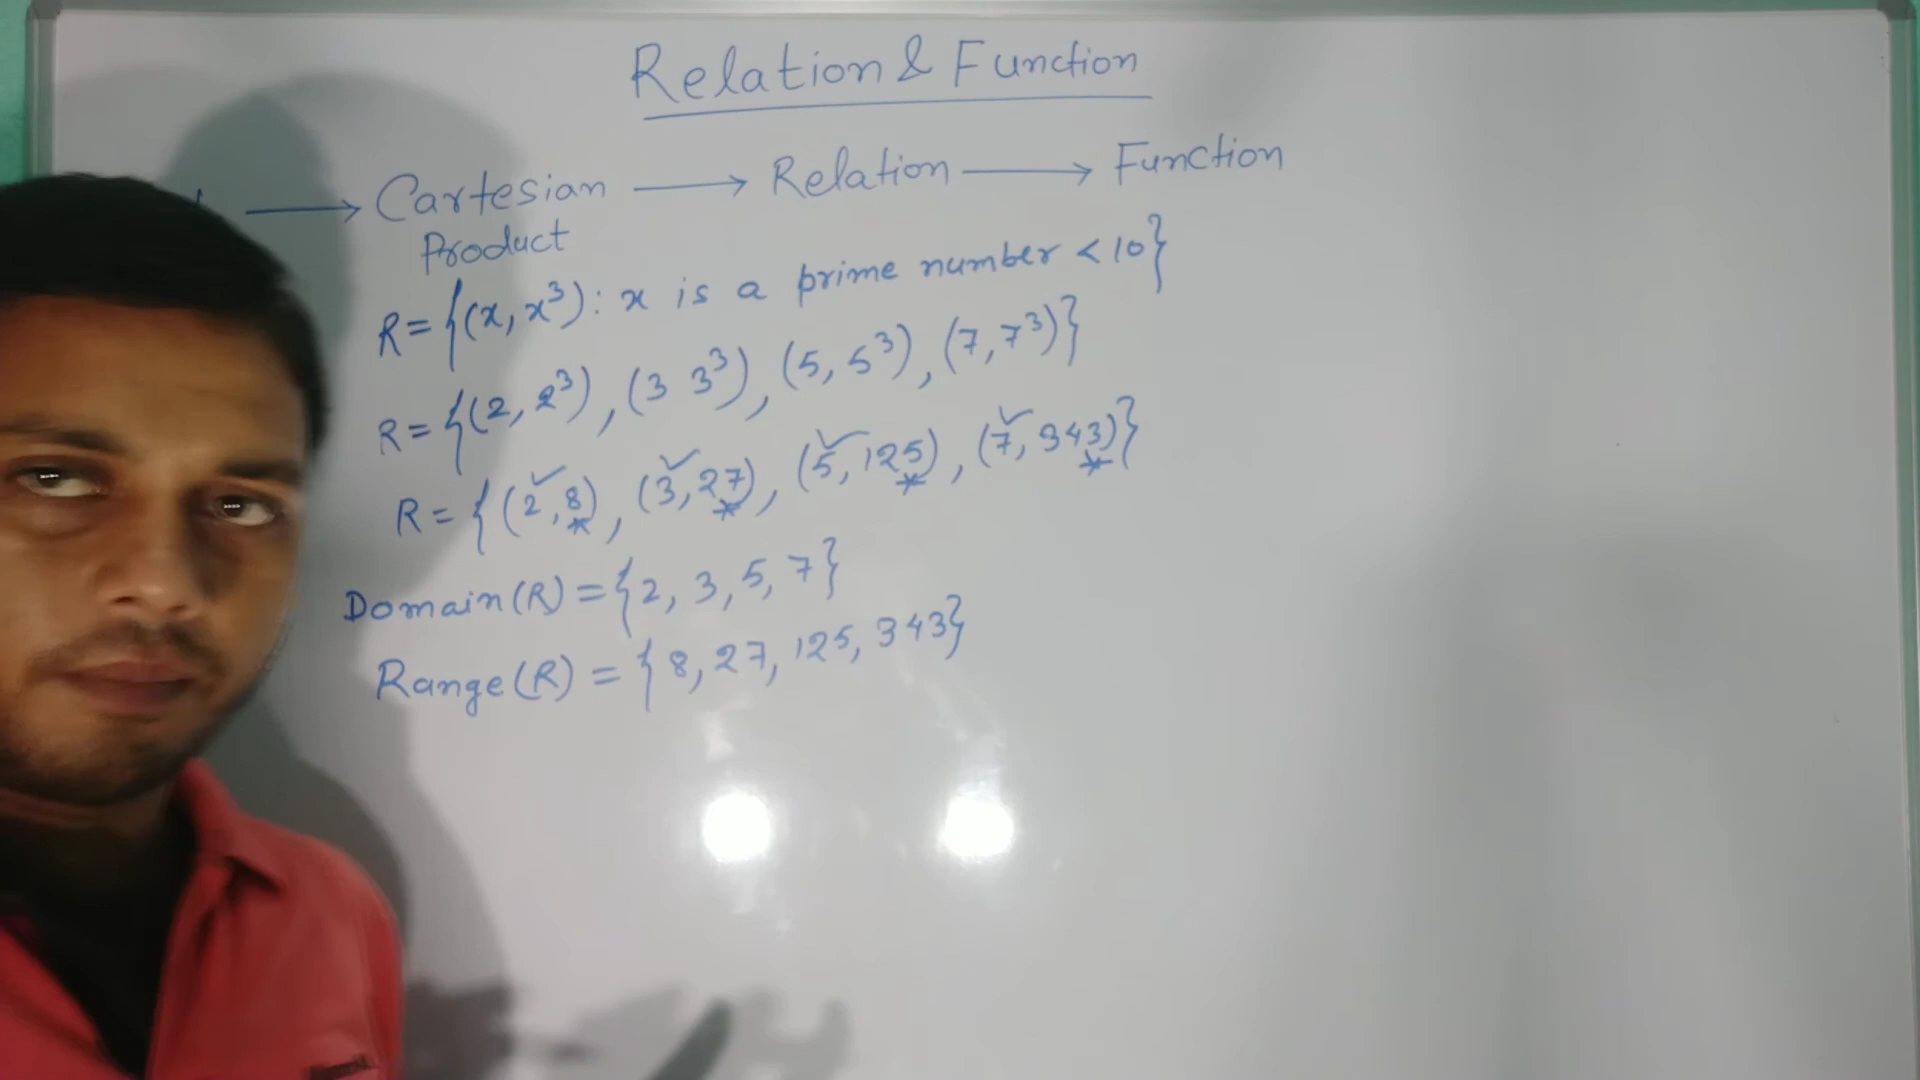 Relation & Function
→ Cartesian Product → Relation → Function
R = {(x, x³) : x is a prime number < 10}
R = {(2, 2³), (3 3³), (5, 5³), (7, 7³)}
R = {(2, 8), (3, 27), (5, 125), (7, 343)}
Domain (R) = {2, 3, 5, 7}
Range (R) = {8, 27, 125, 343}